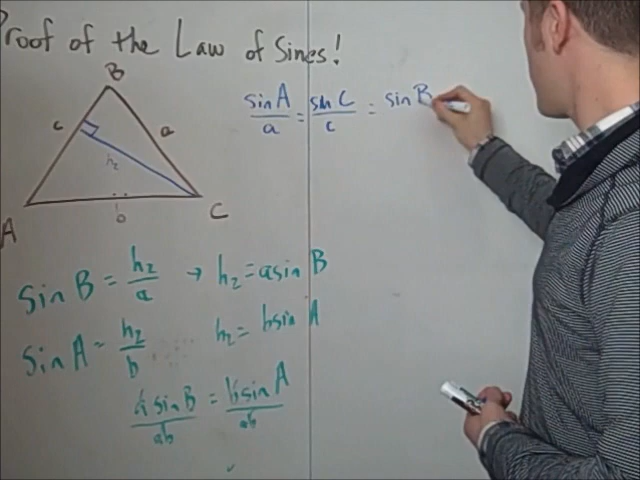 Proof of the Law of Sines!
B
c
a
h₂
A
b
C
sin A / a = sin C / c = sin B
sin B = h₂ / a → h₂ = a sin B
sin A = h₂ / b h₂ = b sin A
a sin B / ab = b sin A / ab